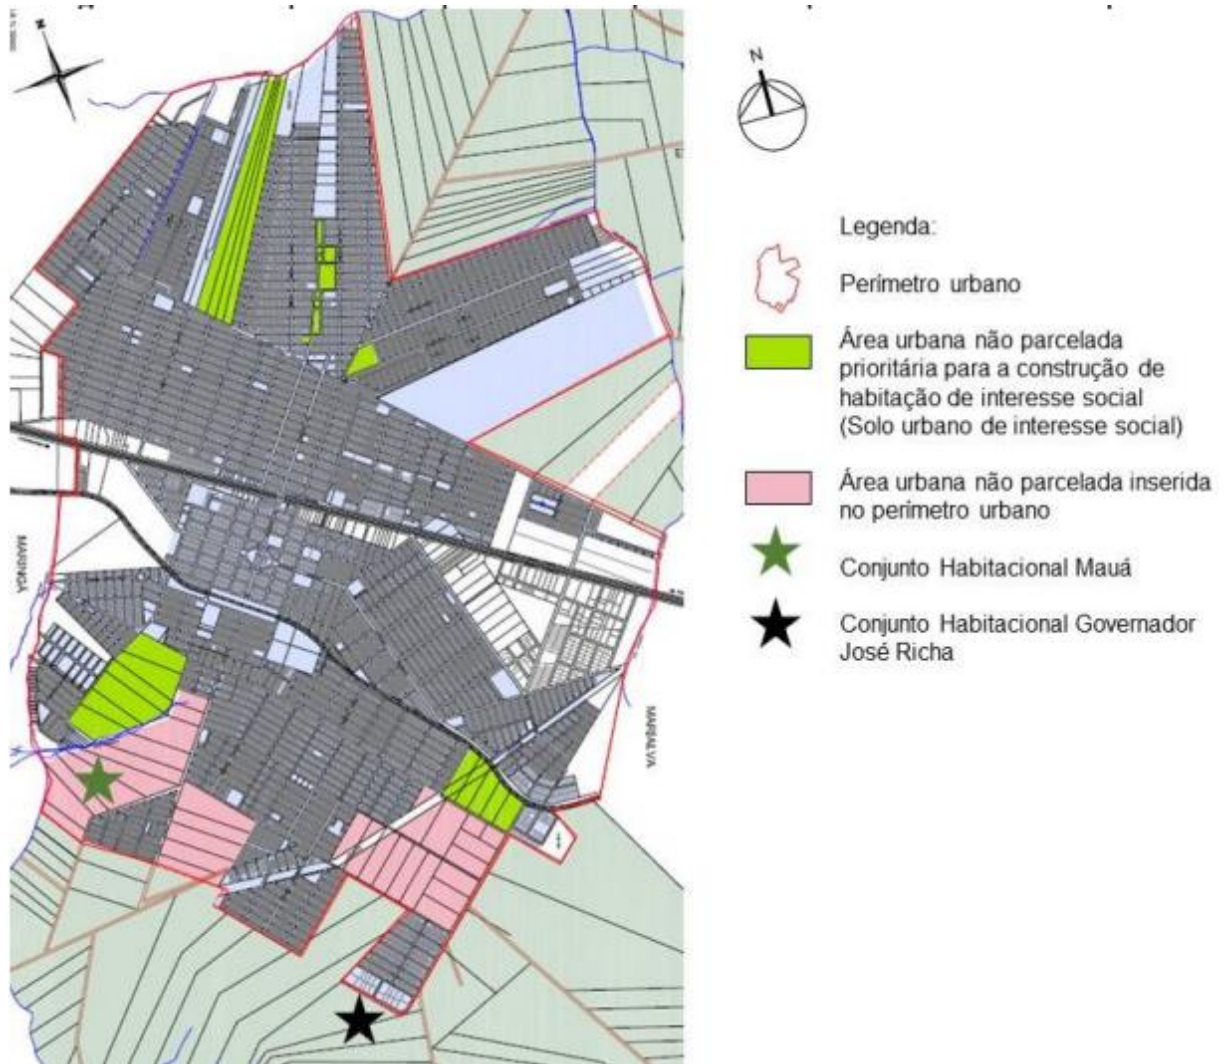 N
N
Legenda:
Perímetro urbano
Área urbana não parcelada
prioritária para a construção de
habitação de interesse social
(Solo urbano de interesse social)
Área urbana não parcelada inserida
no perímetro urbano
Conjunto Habitacional Mauá
Conjunto Habitacional Governador
José Richa
MARINGÁ
MARIALVA